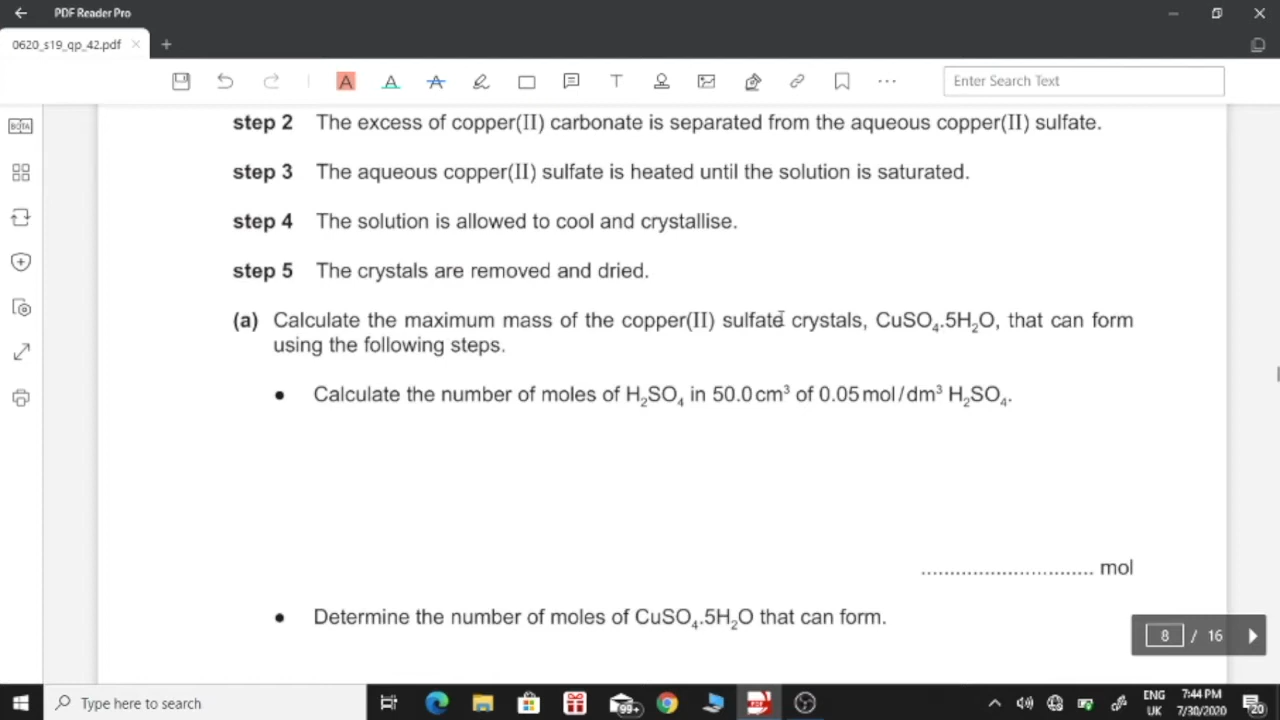 PDF Reader Pro
0620_s19_qp_42.pdf
Enter Search Text
BOTA
step 2 The excess of copper(II) carbonate is separated from the aqueous copper(II) sulfate.
step 3 The aqueous copper(II) sulfate is heated until the solution is saturated.
step 4 The solution is allowed to cool and crystallise.
step 5 The crystals are removed and dried.
(a) Calculate the maximum mass of the copper(II) sulfate crystals, CuSO₄.5H₂O, that can form
using the following steps.
• Calculate the number of moles of H₂SO₄ in 50.0 cm³ of 0.05 mol/dm³ H₂SO₄.
.............................. mol
• Determine the number of moles of CuSO₄.5H₂O that can form.
8 / 16
Type here to search
99+
ENG
UK
7:44 PM
7/30/2020
20